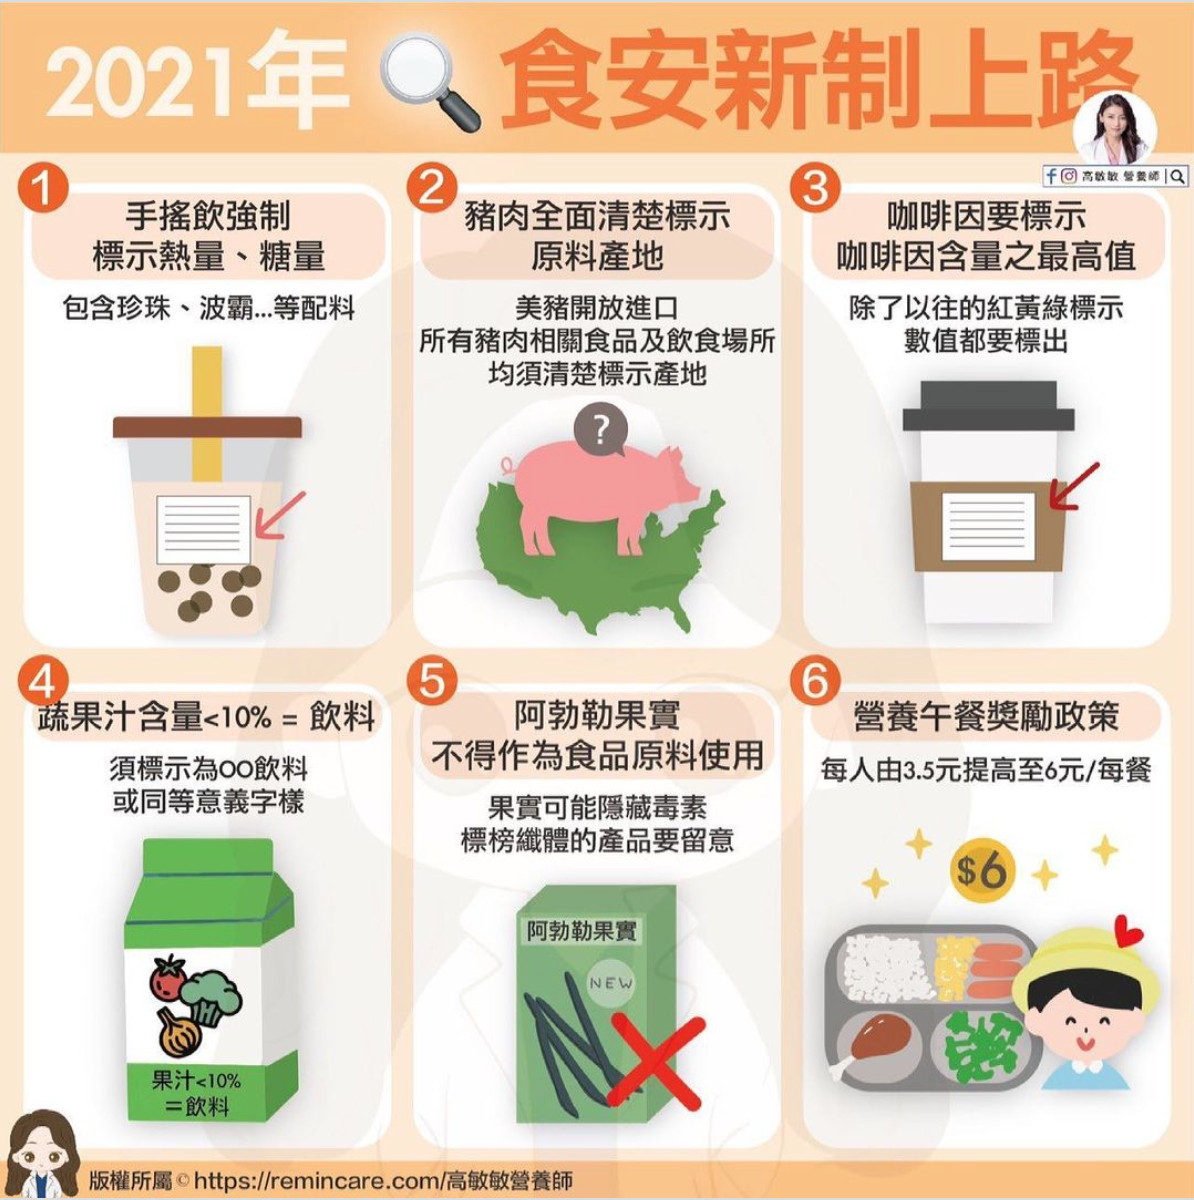 2021年 食安新制上路
高敏敏 營養師
1
手搖飲強制
標示熱量、糖量
包含珍珠、波霸...等配料
2
豬肉全面清楚標示
原料產地
美豬開放進口
所有豬肉相關食品及飲食場所
均須清楚標示產地
?
3
咖啡因要標示
咖啡因含量之最高值
除了以往的紅黃綠標示
數值都要標出
4
蔬果汁含量<10% = 飲料
須標示為OO飲料
或同等意義字樣
果汁<10%
＝飲料
5
阿勃勒果實
不得作為食品原料使用
果實可能隱藏毒素
標榜纖體的產品要留意
阿勃勒果實
NEW
6
營養午餐獎勵政策
每人由3.5元提高至6元/每餐
$6
版權所屬©https://remincare.com/高敏敏營養師